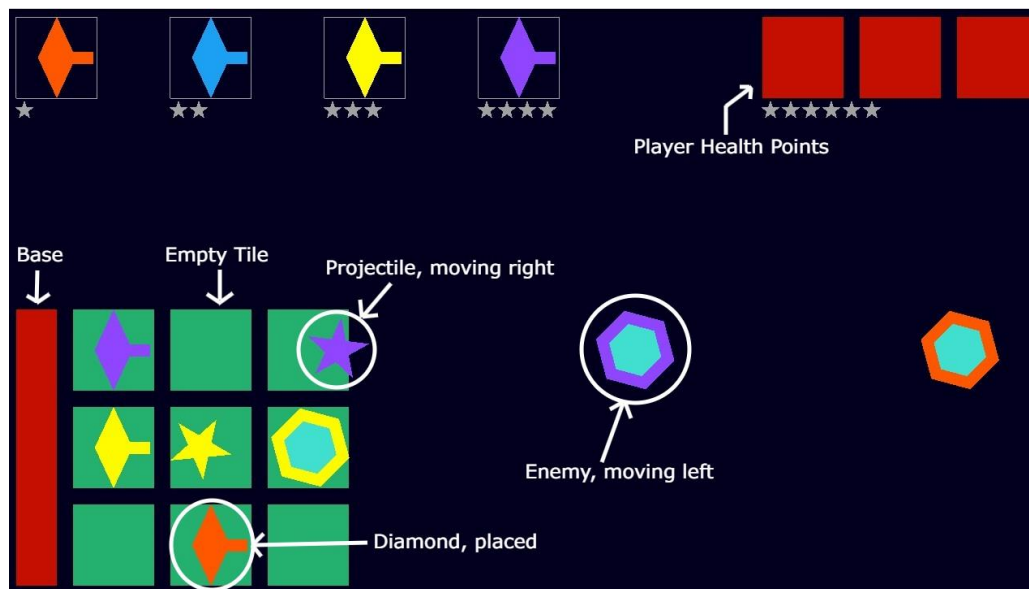 Player Health Points
Base
Empty Tile
Projectile, moving right
Enemy, moving left
Diamond, placed